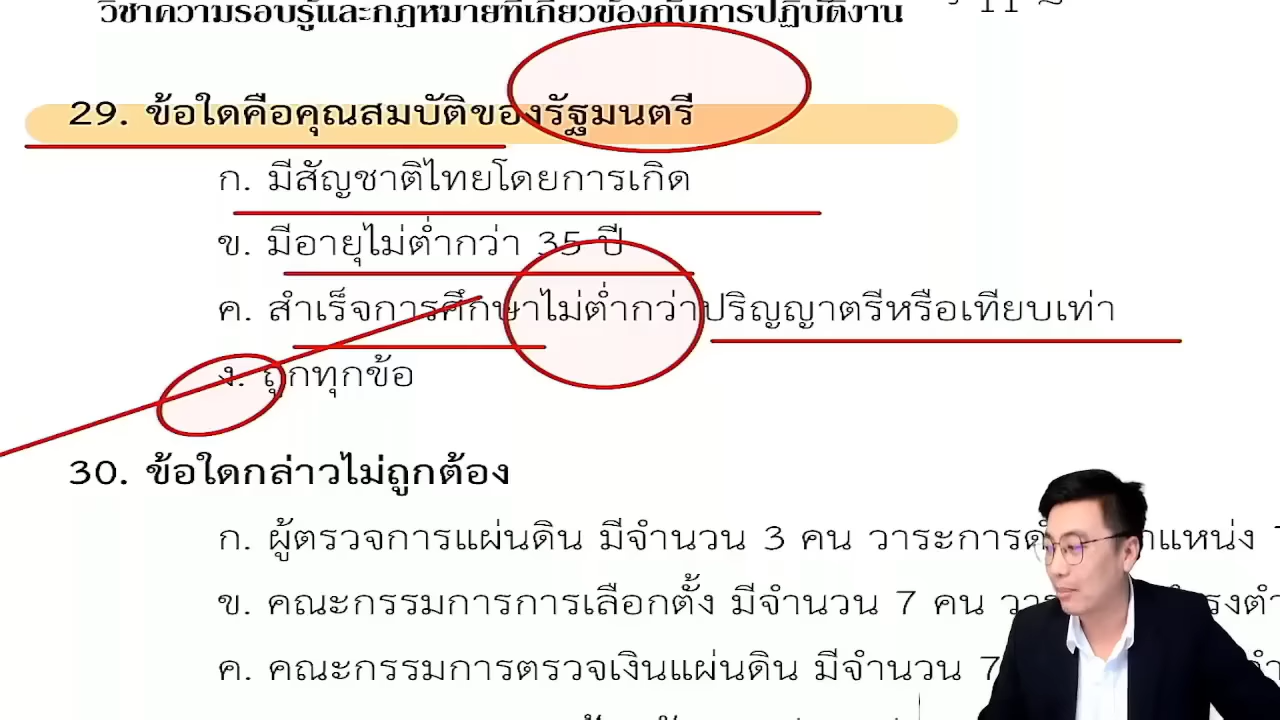 วิชาความรอบรู้และกฎหมายที่เกี่ยวข้องกับการปฏิบัติงาน
29. ข้อใดคือคุณสมบัติของรัฐมนตรี
ก. มีสัญชาติไทยโดยการเกิด
ข. มีอายุไม่ต่ำกว่า 35 ปี
ค. สำเร็จการศึกษาไม่ต่ำกว่าปริญญาตรีหรือเทียบเท่า
ง. ถูกทุกข้อ
30. ข้อใดกล่าวไม่ถูกต้อง
ก. ผู้ตรวจการแผ่นดิน มีจำนวน 3 คน วาระการ
ข. คณะกรรมการการเลือกตั้ง มีจำนวน 7 คน
ค. คณะกรรมการตรวจเงินแผ่นดิน มีจำนวน 7